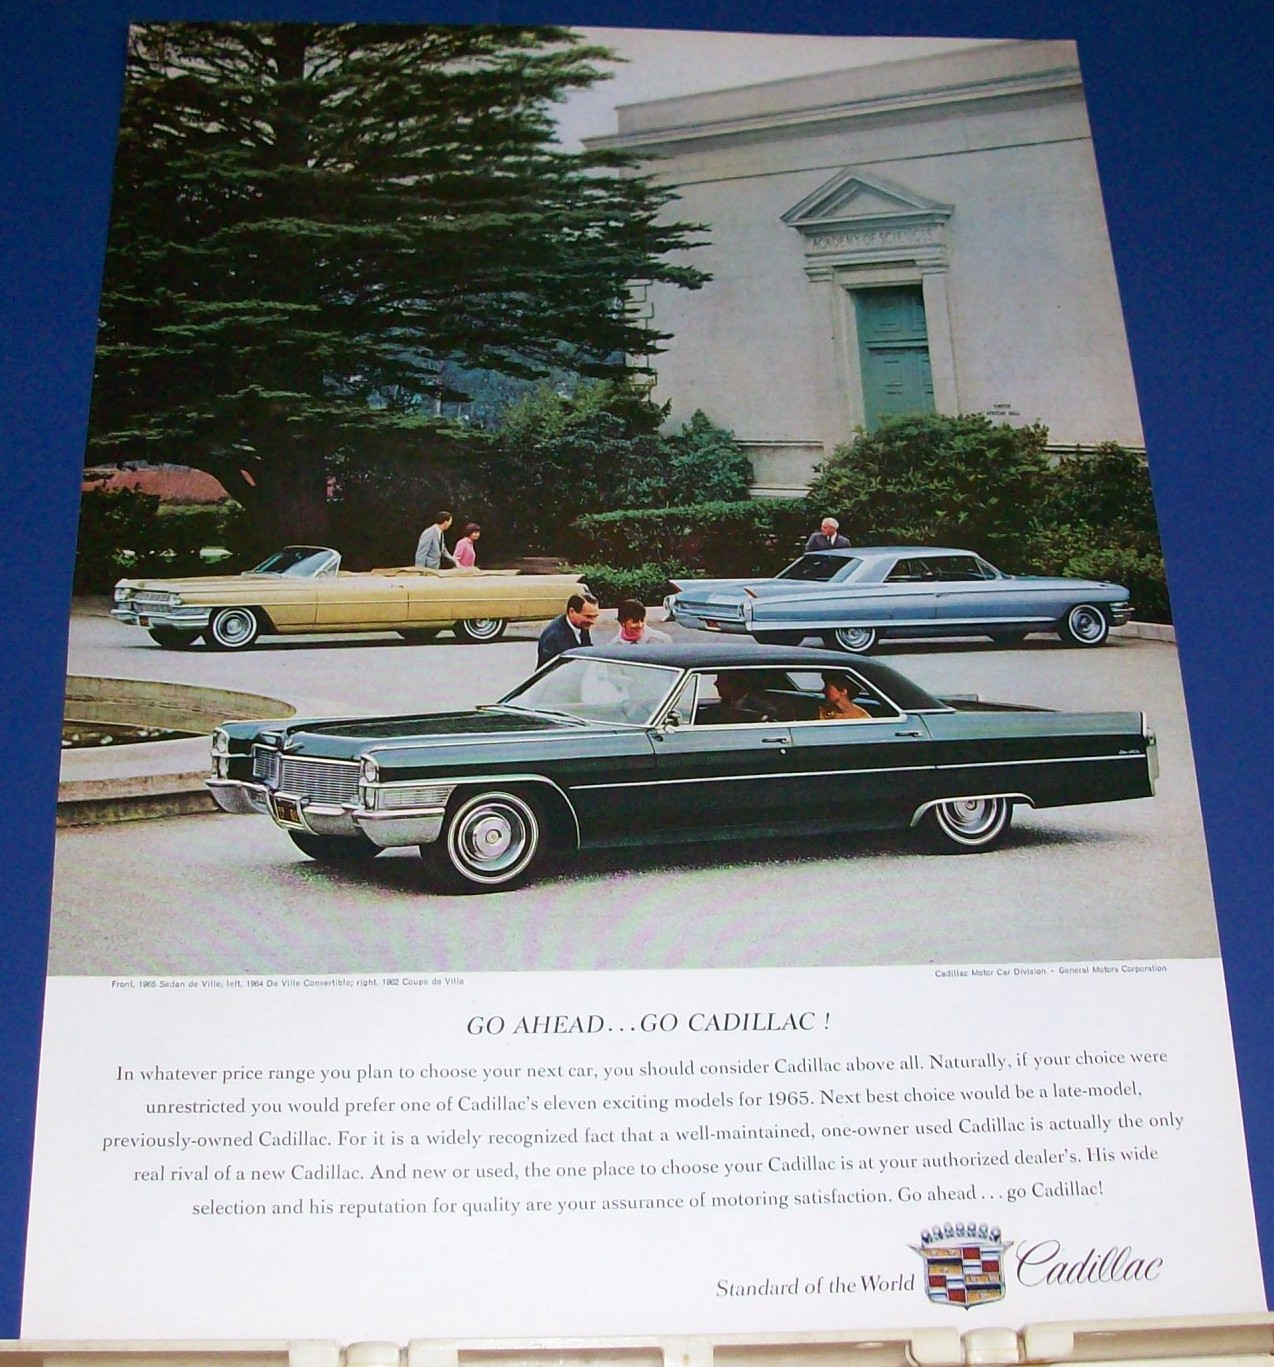 ACADEMY OF SCIENCES
Front, 1965 Sedan de Ville; left, 1964 De Ville Convertible; right, 1962 Coupe de Ville
Cadillac Motor Car Division • General Motors Corporation
GO AHEAD...GO CADILLAC!
In whatever price range you plan to choose your next car, you should consider Cadillac above all. Naturally, if your choice were
unrestricted you would prefer one of Cadillac's eleven exciting models for 1965. Next best choice would be a late-model,
previously-owned Cadillac. For it is a widely recognized fact that a well-maintained, one-owner used Cadillac is actually the only
real rival of a new Cadillac. And new or used, the one place to choose your Cadillac is at your authorized dealer's. His wide
selection and his reputation for quality are your assurance of motoring satisfaction. Go ahead...go Cadillac!
Standard of the World
Cadillac